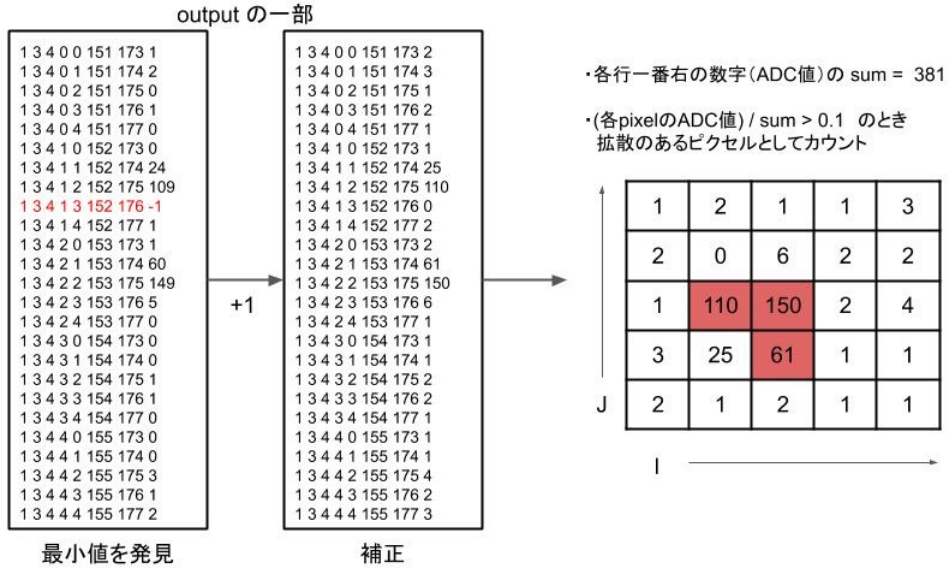 output の一部
1 3 4 0 0 151 173 1
1 3 4 0 1 151 174 2
1 3 4 0 2 151 175 0
1 3 4 0 3 151 176 1
1 3 4 0 4 151 177 0
1 3 4 1 0 152 173 0
1 3 4 1 1 152 174 24
1 3 4 1 2 152 175 109
1 3 4 1 3 152 176 -1
1 3 4 1 4 152 177 1
1 3 4 2 0 153 173 1
1 3 4 2 1 153 174 60
1 3 4 2 2 153 175 149
1 3 4 2 3 153 176 5
1 3 4 2 4 153 177 0
1 3 4 3 0 154 173 0
1 3 4 3 1 154 174 0
1 3 4 3 2 154 175 1
1 3 4 3 3 154 176 1
1 3 4 3 4 154 177 0
1 3 4 4 0 155 173 0
1 3 4 4 1 155 174 0
1 3 4 4 2 155 175 3
1 3 4 4 3 155 176 1
1 3 4 4 4 155 177 2
最小値を発見
+1
1 3 4 0 0 151 173 2
1 3 4 0 1 151 174 3
1 3 4 0 2 151 175 1
1 3 4 0 3 151 176 2
1 3 4 0 4 151 177 1
1 3 4 1 0 152 173 1
1 3 4 1 1 152 174 25
1 3 4 1 2 152 175 110
1 3 4 1 3 152 176 0
1 3 4 1 4 152 177 2
1 3 4 2 0 153 173 2
1 3 4 2 1 153 174 61
1 3 4 2 2 153 175 150
1 3 4 2 3 153 176 6
1 3 4 2 4 153 177 1
1 3 4 3 0 154 173 1
1 3 4 3 1 154 174 1
1 3 4 3 2 154 175 2
1 3 4 3 3 154 176 2
1 3 4 3 4 154 177 1
1 3 4 4 0 155 173 1
1 3 4 4 1 155 174 1
1 3 4 4 2 155 175 4
1 3 4 4 3 155 176 2
1 3 4 4 4 155 177 3
補正
・各行一番右の数字(ADC値)の sum = 381
・(各pixelのADC値) / sum > 0.1 のとき
拡散のあるピクセルとしてカウント
1 2 1 1 3
2 0 6 2 2
1 110 150 2 4
3 25 61 1 1
2 1 2 1 1
J
I